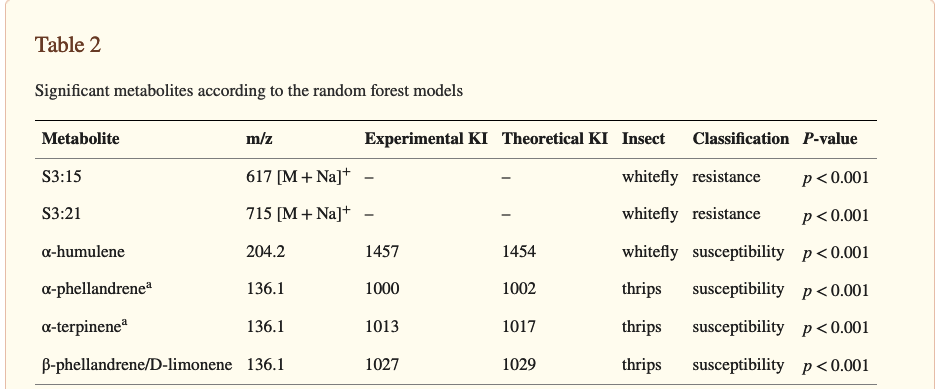 Table 2
Significant metabolites according to the random forest models
Metabolite m/z Experimental KI Theoretical KI Insect Classification P-value
S3:15 617 [M + Na]⁺ – – whitefly resistance p < 0.001
S3:21 715 [M + Na]⁺ – – whitefly resistance p < 0.001
α-humulene 204.2 1457 1454 whitefly susceptibility p < 0.001
α-phellandreneᵃ 136.1 1000 1002 thrips susceptibility p < 0.001
α-terpineneᵃ 136.1 1013 1017 thrips susceptibility p < 0.001
β-phellandrene/D-limonene 136.1 1027 1029 thrips susceptibility p < 0.001